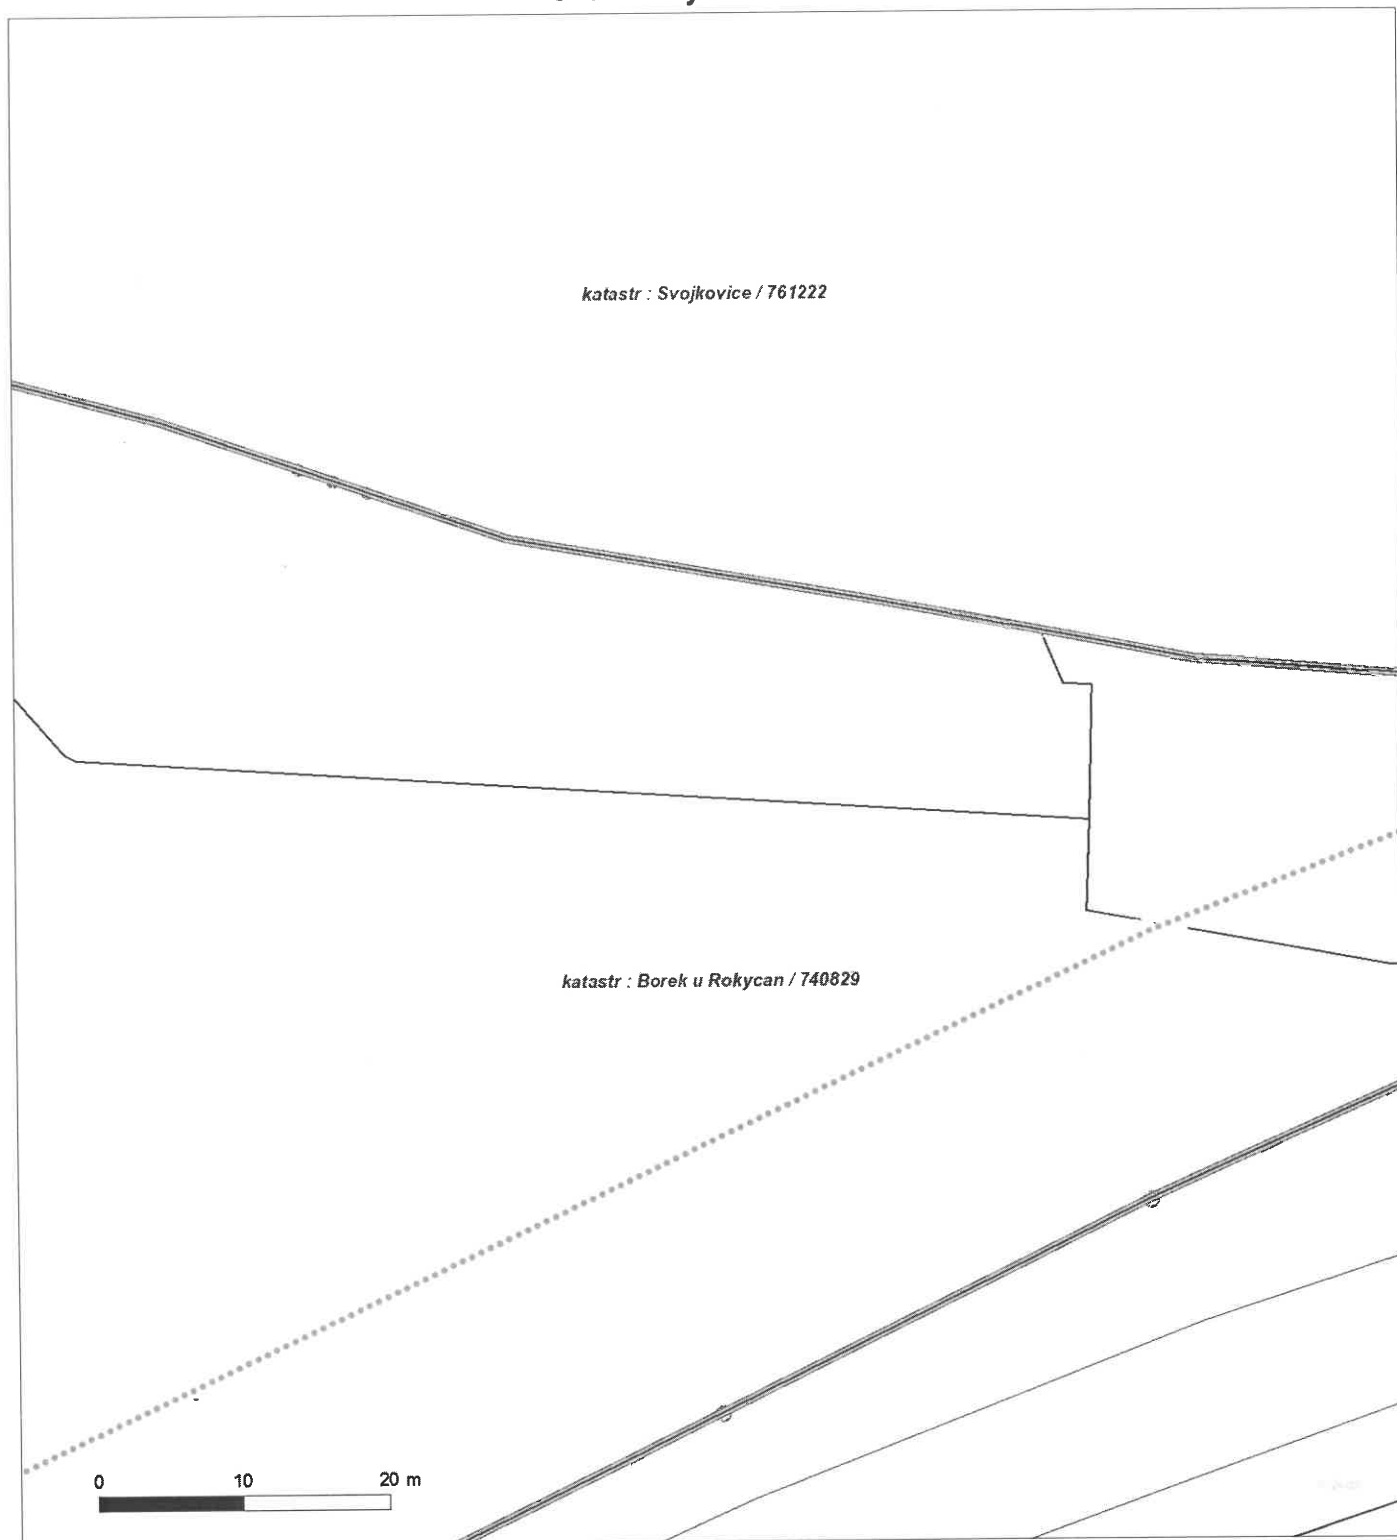 katastr : Svojkovice / 761222
katastr : Borek u Rokycan / 740829
0 10 20 m